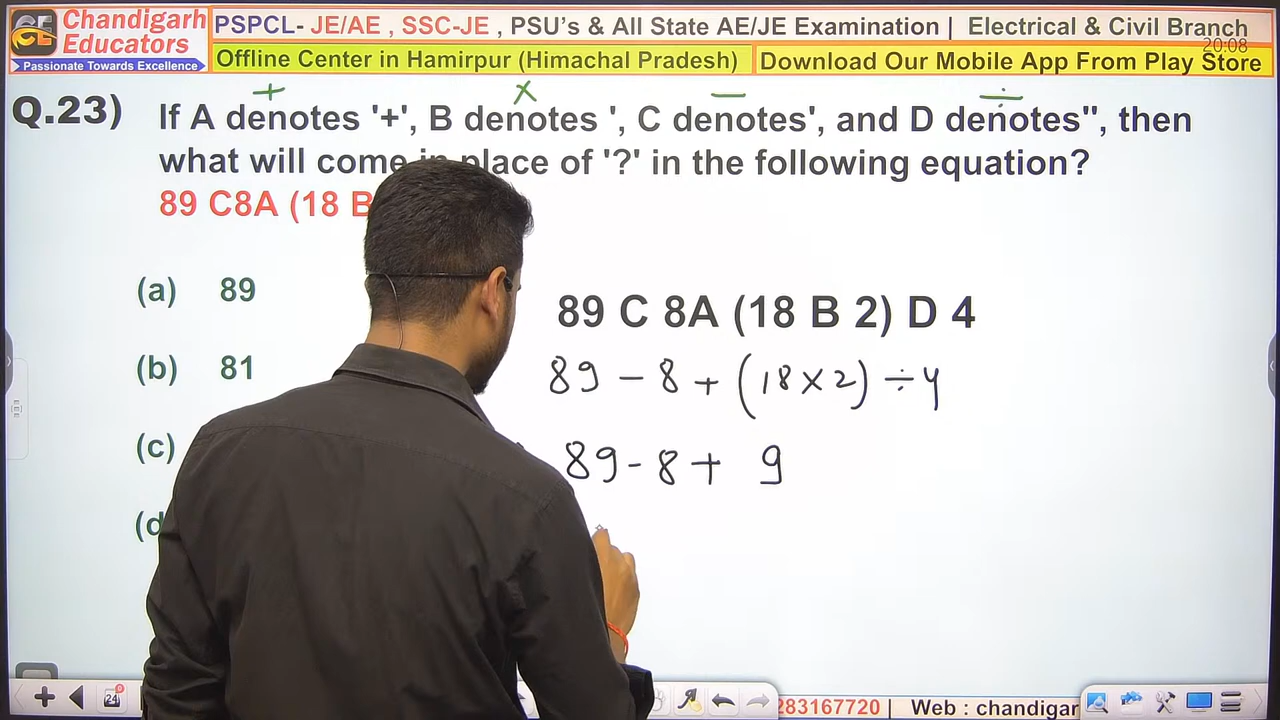 Chandigarh
Educators
Passionate Towards Excellence
PSPCL- JE/AE , SSC-JE , PSU's & All State AE/JE Examination | Electrical & Civil Branch
20:08
Offline Center in Hamirpur (Himachal Pradesh) Download Our Mobile App From Play Store
+ × − ÷
Q.23) If A denotes '+', B denotes ', C denotes', and D denotes'', then
what will come in place of '?' in the following equation?
89 C8A (18 B
(a) 89
89 C 8A (18 B 2) D 4
(b) 81
89 − 8 + (18 × 2) ÷ 4
(c)
89 - 8 + 9
(d
24
283167720 | Web : chandigar